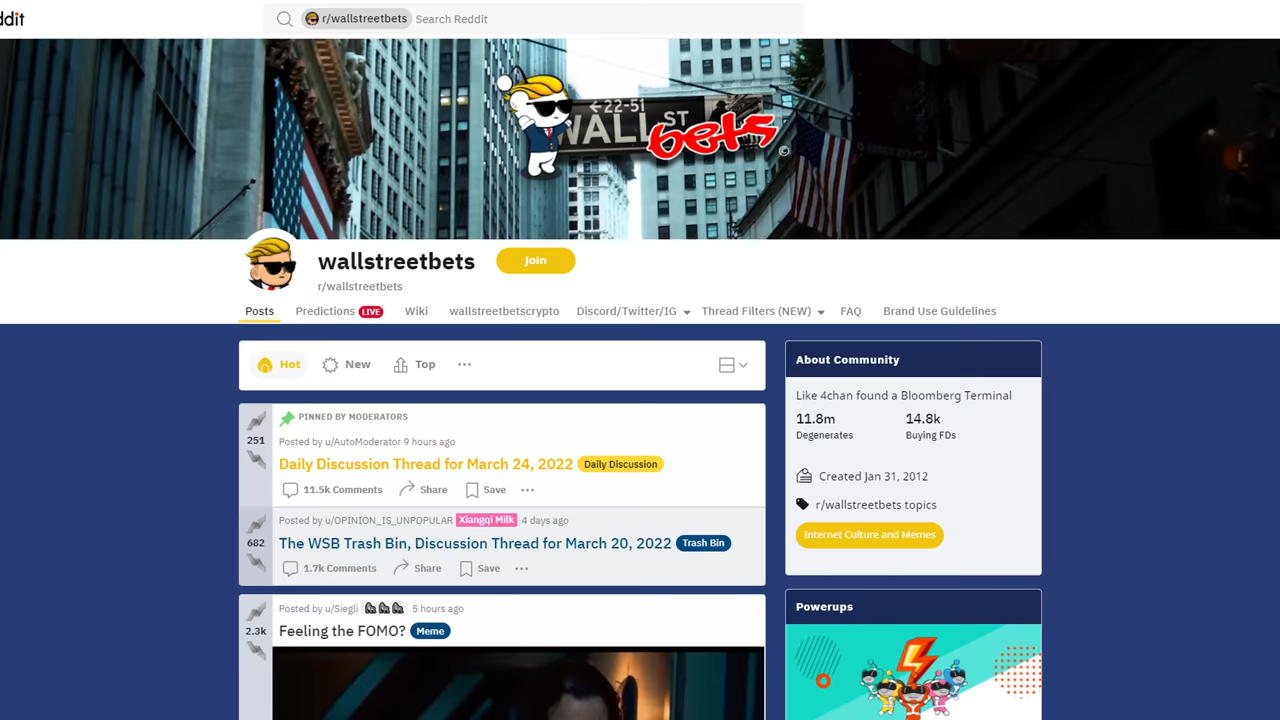 ddit
r/wallstreetbets Search Reddit
←22-51
WALL ST
bets
©
wallstreetbets
Join
r/wallstreetbets
Posts Predictions LIVE Wiki wallstreetbetscrypto Discord/Twitter/IG Thread Filters (NEW) FAQ Brand Use Guidelines
Hot New Top ...
PINNED BY MODERATORS
251
Posted by u/AutoModerator 9 hours ago
Daily Discussion Thread for March 24, 2022 Daily Discussion
11.5k Comments Share Save ...
Posted by u/OPINION_IS_UNPOPULAR Xiangqi Milk 4 days ago
682
The WSB Trash Bin, Discussion Thread for March 20, 2022 Trash Bin
1.7k Comments Share Save ...
Posted by u/Siegli 5 hours ago
2.3k
Feeling the FOMO? Meme
About Community
Like 4chan found a Bloomberg Terminal
11.8m 14.8k
Degenerates Buying FDs
Created Jan 31, 2012
r/wallstreetbets topics
Internet Culture and Memes
Powerups